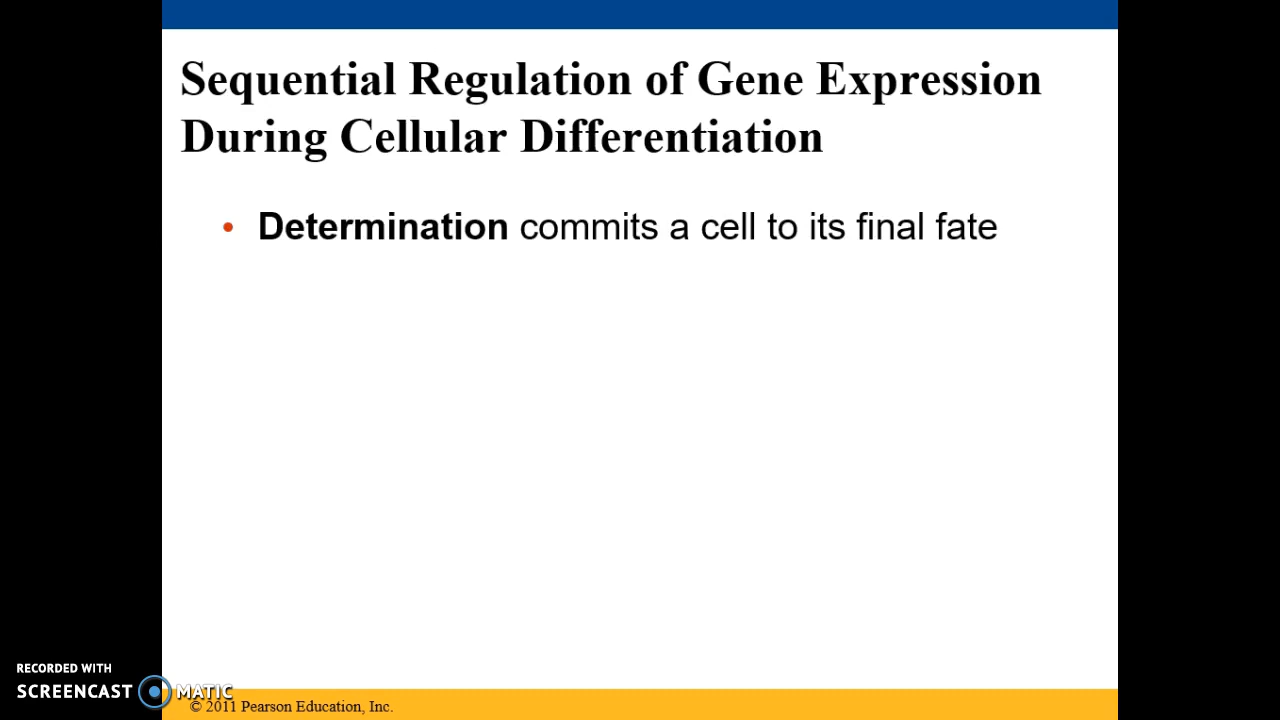 Sequential Regulation of Gene Expression
During Cellular Differentiation
• Determination commits a cell to its final fate
RECORDED WITH
SCREENCAST MATIC
© 2011 Pearson Education, Inc.